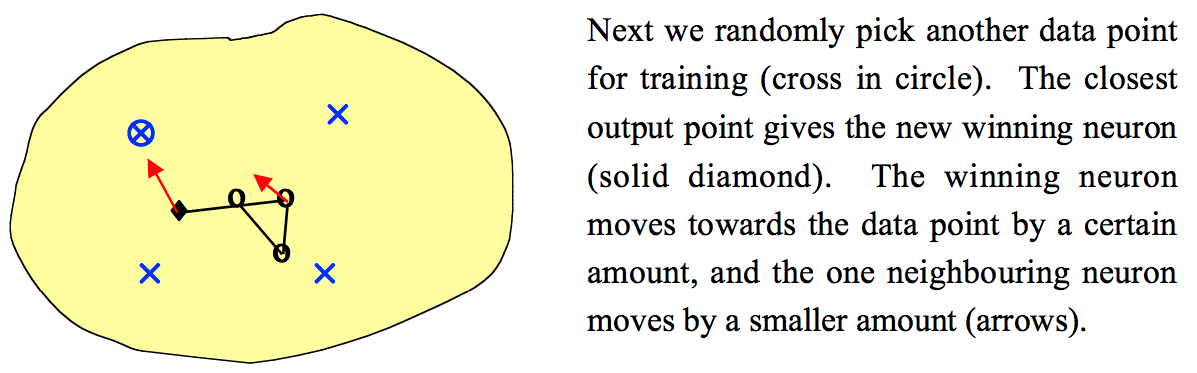 Next we randomly pick another data point
for training (cross in circle). The closest
output point gives the new winning neuron
(solid diamond). The winning neuron
moves towards the data point by a certain
amount, and the one neighbouring neuron
moves by a smaller amount (arrows).